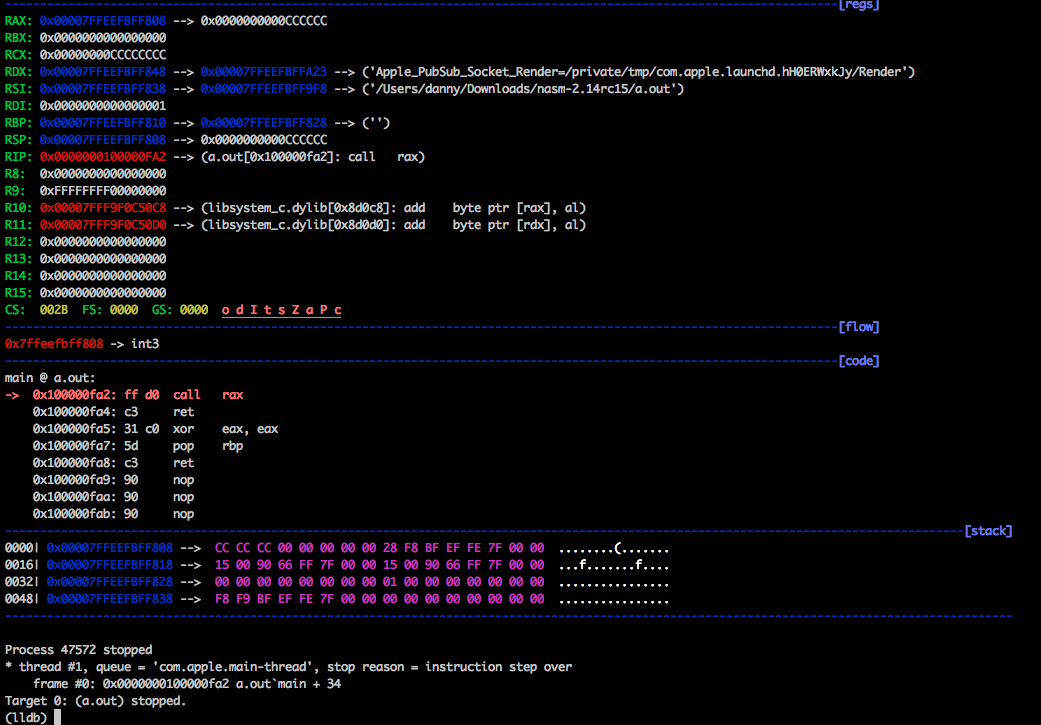 [regs]
RAX: 0x00007FFEEFBFF808 --> 0x0000000000CCCCCC
RBX: 0x0000000000000000
RCX: 0x00000000CCCCCCCC
RDX: 0x00007FFEEFBFF848 --> 0x00007FFEEFBFFA23 --> ('Apple_PubSub_Socket_Render=/private/tmp/com.apple.launchd.hH0ERWxkJy/Render')
RSI: 0x00007FFEEFBFF838 --> 0x00007FFEEFBFF9F8 --> ('/Users/danny/Downloads/nasm-2.14rc15/a.out')
RDI: 0x0000000000000001
RBP: 0x00007FFEEFBFF810 --> 0x00007FFEEFBFF828 --> ('')
RSP: 0x00007FFEEFBFF808 --> 0x0000000000CCCCCC
RIP: 0x0000000100000FA2 --> (a.out[0x100000fa2]: call   rax)
R8:  0x0000000000000000
R9:  0xFFFFFFFF00000000
R10: 0x00007FFF9F0C50C8 --> (libsystem_c.dylib[0x8d0c8]: add    byte ptr [rax], al)
R11: 0x00007FFF9F0C50D0 --> (libsystem_c.dylib[0x8d0d0]: add    byte ptr [rdx], al)
R12: 0x0000000000000000
R13: 0x0000000000000000
R14: 0x0000000000000000
R15: 0x0000000000000000
CS:  002B  FS: 0000  GS: 0000  o d I t s Z a P c
[flow]
0x7ffeefbff808 -> int3
[code]
main @ a.out:
->  0x100000fa2: ff d0  call   rax
0x100000fa4: c3     ret
0x100000fa5: 31 c0  xor    eax, eax
0x100000fa7: 5d     pop    rbp
0x100000fa8: c3     ret
0x100000fa9: 90     nop
0x100000faa: 90     nop
0x100000fab: 90     nop
[stack]
0000| 0x00007FFEEFBFF808 -->  CC CC CC 00 00 00 00 00 28 F8 BF EF FE 7F 00 00  ........(.......
0016| 0x00007FFEEFBFF818 -->  15 00 90 66 FF 7F 00 00 15 00 90 66 FF 7F 00 00  ...f.......f....
0032| 0x00007FFEEFBFF828 -->  00 00 00 00 00 00 00 00 01 00 00 00 00 00 00 00  ................
0048| 0x00007FFEEFBFF838 -->  F8 F9 BF EF FE 7F 00 00 00 00 00 00 00 00 00 00  ................
Process 47572 stopped
* thread #1, queue = 'com.apple.main-thread', stop reason = instruction step over
frame #0: 0x0000000100000fa2 a.out`main + 34
Target 0: (a.out) stopped.
(lldb)